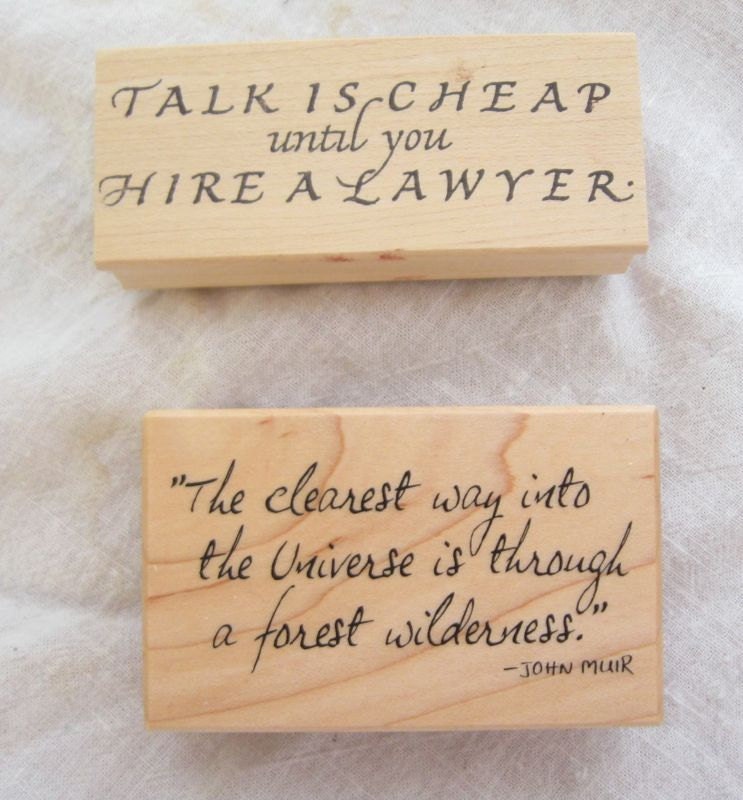 TALK IS CHEAP
until you
HIRE A LAWYER.
"The clearest way into
the Universe is through
a forest wilderness."
-JOHN MUIR